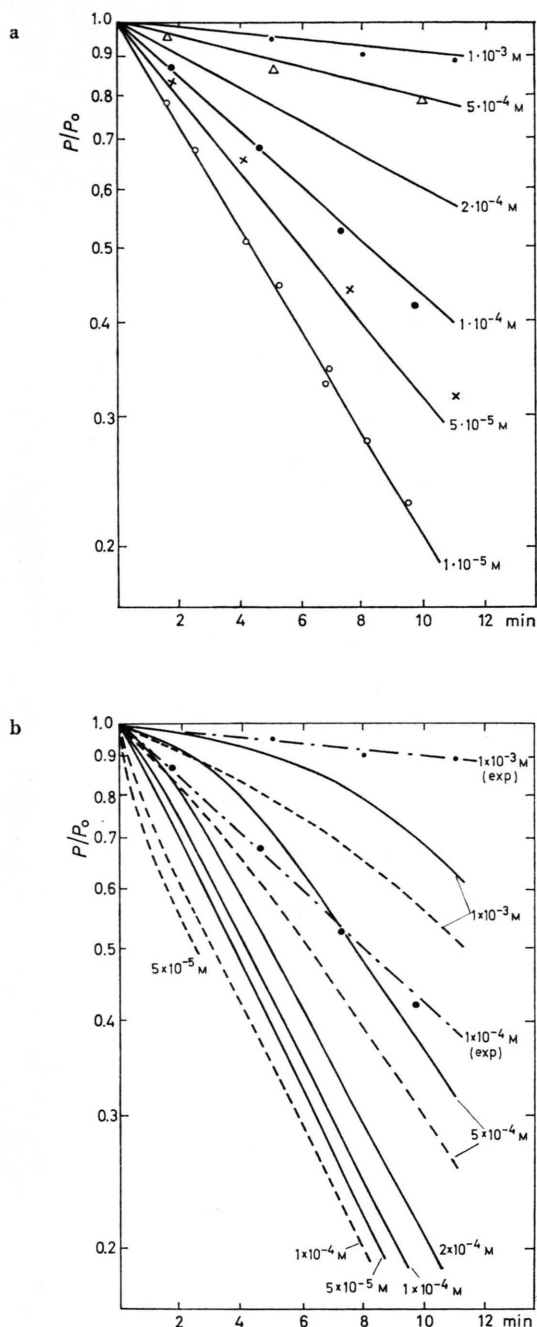 a
1.0
0.9
0.8
0.7
0,6
0.5
0.4
0.3
0.2
P/Po
1·10⁻³ M
5·10⁻⁴ M
2·10⁻⁴ M
1·10⁻⁴ M
5·10⁻⁵ M
1·10⁻⁵ M
2 4 6 8 10 12 min
b
1.0
0.9
0.8
0.7
0.6
0.5
0.4
0.3
0.2
P/Po
1×10⁻³ M
(exp)
1×10⁻³ M
5×10⁻⁵ M
1×10⁻⁴ M
(exp)
5×10⁻⁴ M
2×10⁻⁴ M
1×10⁻⁴ M
5×10⁻⁵ M
1×10⁻⁴ M
2 4 6 8 10 12 min